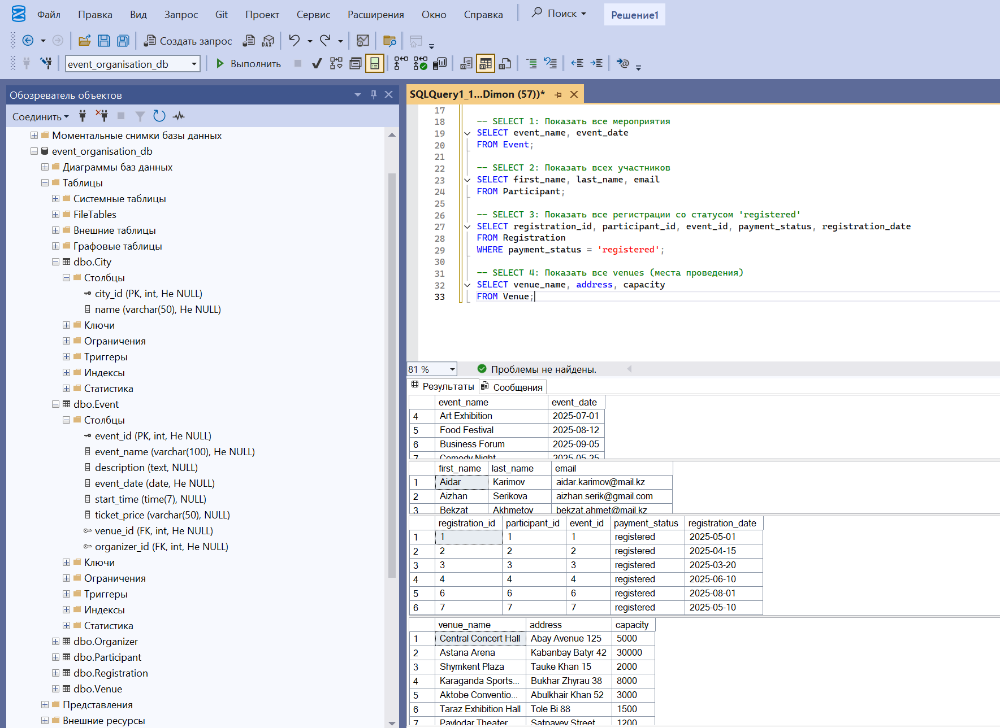 Файл Правка Вид Запрос Git Проект Сервис Расширения Окно Справка Поиск Решение1
Создать запрос DAX
event_organisation_db Выполнить
Обозреватель объектов
Соединить
Моментальные снимки базы данных
event_organisation_db
Диаграммы баз данных
Таблицы
Системные таблицы
FileTables
Внешние таблицы
Графовые таблицы
dbo.City
Столбцы
city_id (PK, int, Не NULL)
name (varchar(50), Не NULL)
Ключи
Ограничения
Триггеры
Индексы
Статистика
dbo.Event
Столбцы
event_id (PK, int, Не NULL)
event_name (varchar(100), Не NULL)
description (text, NULL)
event_date (date, Не NULL)
start_time (time(7), NULL)
ticket_price (varchar(50), NULL)
venue_id (FK, int, Не NULL)
organizer_id (FK, int, Не NULL)
Ключи
Ограничения
Триггеры
Индексы
Статистика
dbo.Organizer
dbo.Participant
dbo.Registration
dbo.Venue
Представления
Внешние ресурсы
SQLQuery1_1...Dimon (57))*
17
18 -- SELECT 1: Показать все мероприятия
19 SELECT event_name, event_date
20 FROM Event;
21
22 -- SELECT 2: Показать всех участников
23 SELECT first_name, last_name, email
24 FROM Participant;
25
26 -- SELECT 3: Показать все регистрации со статусом 'registered'
27 SELECT registration_id, participant_id, event_id, payment_status, registration_date
28 FROM Registration
29 WHERE payment_status = 'registered';
30
31 -- SELECT 4: Показать все venues (места проведения)
32 SELECT venue_name, address, capacity
33 FROM Venue;
81 % Проблемы не найдены.
Результаты Сообщения
event_name event_date
4 Art Exhibition 2025-07-01
5 Food Festival 2025-08-12
6 Business Forum 2025-09-05
7 Comedy Night 2025-05-25
first_name last_name email
1 Aidar Karimov aidar.karimov@mail.kz
2 Aizhan Serikova aizhan.serik@gmail.com
3 Bekzat Akhmetov bekzat.ahmet@mail.kz
registration_id participant_id event_id payment_status registration_date
1 1 1 1 registered 2025-05-01
2 2 2 2 registered 2025-04-15
3 3 3 3 registered 2025-03-20
4 4 4 4 registered 2025-06-10
5 6 6 6 registered 2025-08-01
6 7 7 7 registered 2025-05-10
venue_name address capacity
1 Central Concert Hall Abay Avenue 125 5000
2 Astana Arena Kabanbay Batyr 42 30000
3 Shymkent Plaza Tauke Khan 15 2000
4 Karaganda Sports... Bukhar Zhyrau 38 8000
5 Aktobe Conventio... Abulkhair Khan 52 3000
6 Taraz Exhibition Hall Tole Bi 88 1500
7 Pavlodar Theater Satpayev Street 1200